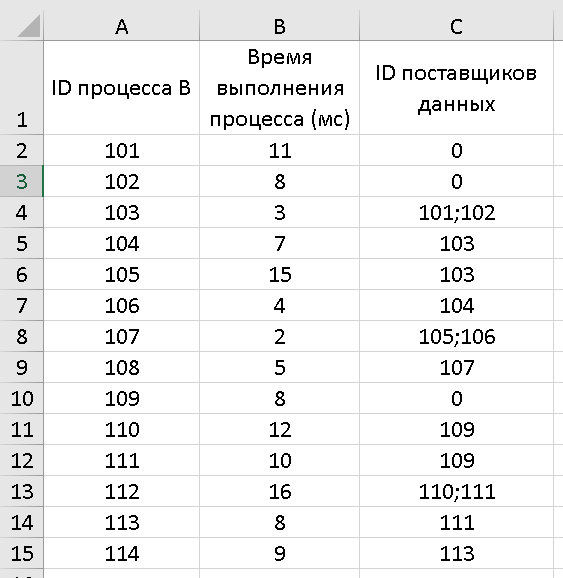 A B C
1 ID процесса B Время выполнения процесса (мс) ID поставщиков данных
2 101 11 0
3 102 8 0
4 103 3 101;102
5 104 7 103
6 105 15 103
7 106 4 104
8 107 2 105;106
9 108 5 107
10 109 8 0
11 110 12 109
12 111 10 109
13 112 16 110;111
14 113 8 111
15 114 9 113